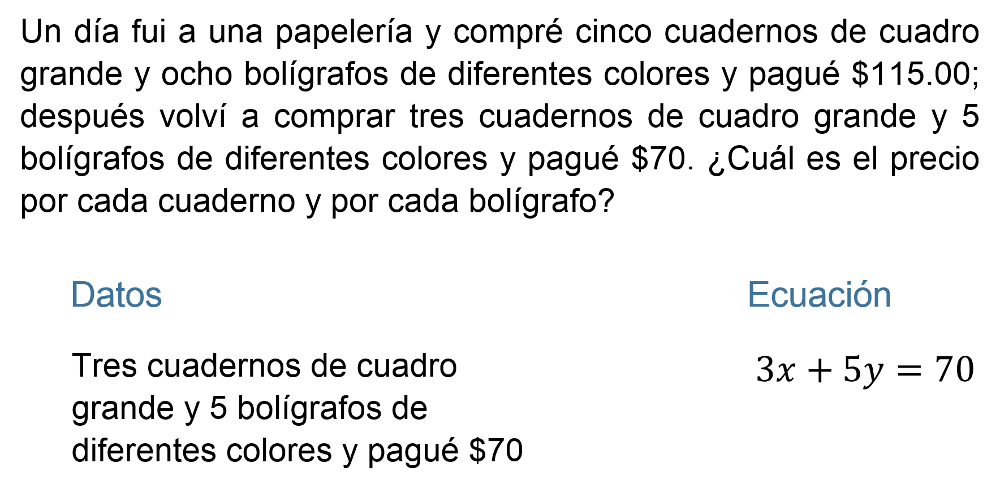 Un día fui a una papelería y compré cinco cuadernos de cuadro
grande y ocho bolígrafos de diferentes colores y pagué $115.00;
después volví a comprar tres cuadernos de cuadro grande y 5
bolígrafos de diferentes colores y pagué $70. ¿Cuál es el precio
por cada cuaderno y por cada bolígrafo?
Datos
Ecuación
Tres cuadernos de cuadro
grande y 5 bolígrafos de
diferentes colores y pagué $70
3x + 5y = 70